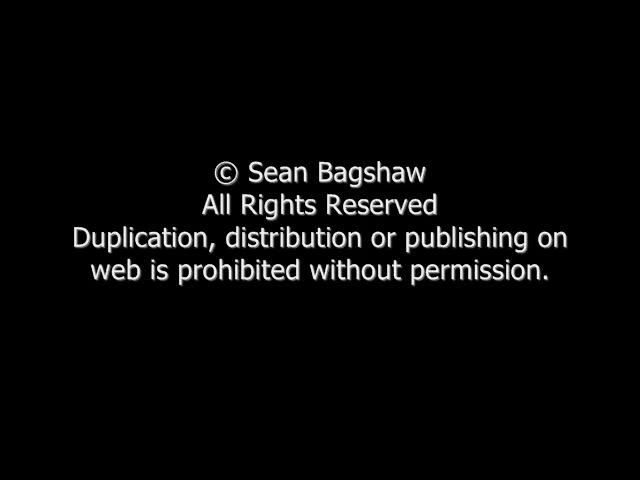 © Sean Bagshaw
All Rights Reserved
Duplication, distribution or publishing on
web is prohibited without permission.